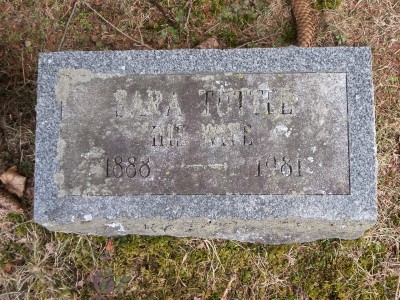 SARA TUTTLE
HIS WIFE
1888 — 1981